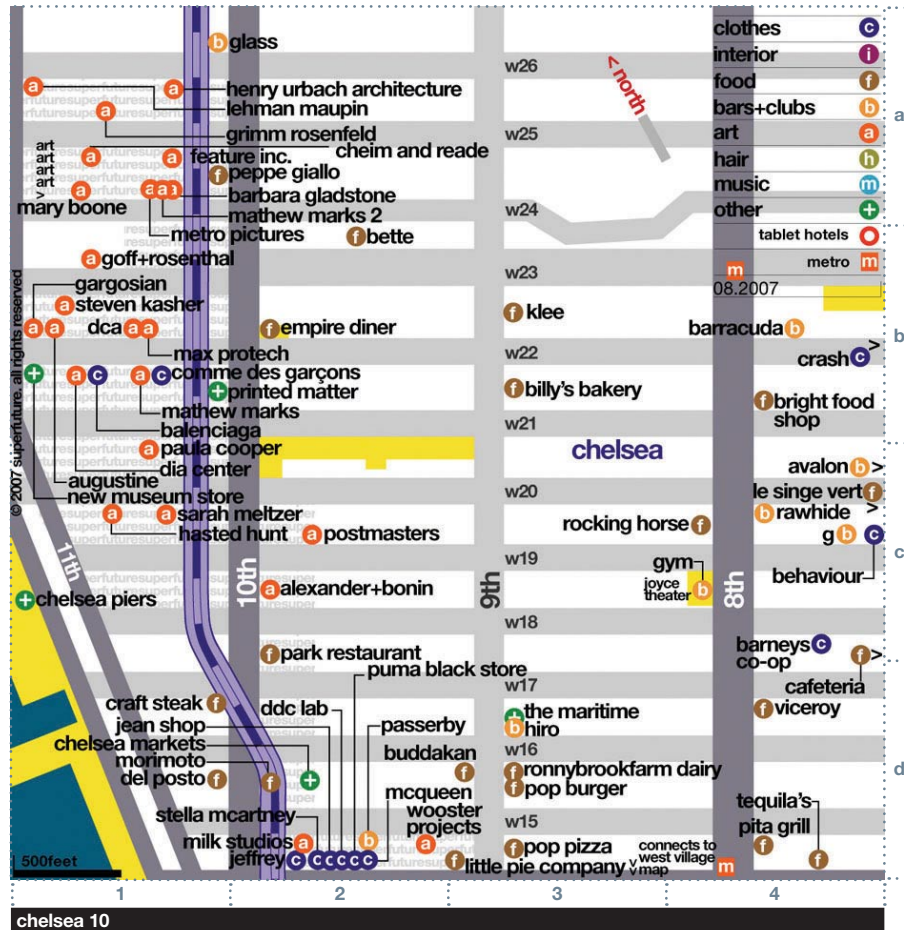 glass
w26
< north
clothes c
interior i
food f
bars+clubs b
art a
hair h
music m
other +
tablet hotels
metro m
08.2007
henry urbach architecture
lehman maupin
grimm rosenfeld
w25
cheim and reade
art
art
art
art
feature inc.
peppe giallo
mary boone
barbara gladstone
mathew marks 2
w24
metro pictures
bette
goff+rosenthal
w23
gargosian
steven kasher
klee
dca
empire diner
barracuda
max protech
w22
crash
comme des garçons
printed matter
billy's bakery
bright food
shop
mathew marks
balenciaga
w21
paula cooper
chelsea
dia center
avalon
augustine
w20
le singe vert
new museum store
rawhide
sarah meltzer
hasted hunt
postmasters
rocking horse
g
w19
gym
behaviour
11th
10th
9th
8th
alexander+bonin
joyce
theater
chelsea piers
w18
park restaurant
barneys
co-op
puma black store
w17
cafeteria
craft steak
ddc lab
the maritime
viceroy
jean shop
passerby
hiro
chelsea markets
buddakan
w16
morimoto
del posto
ronnybrookfarm dairy
pop burger
mcqueen
tequila's
stella mcartney
wooster
projects
w15
pita grill
milk studios
pop pizza
connects to
west village
map
jeffrey
little pie company
500feet
© 2007 superfuture. all rights reserved
a
b
c
d
1
2
3
4
chelsea 10